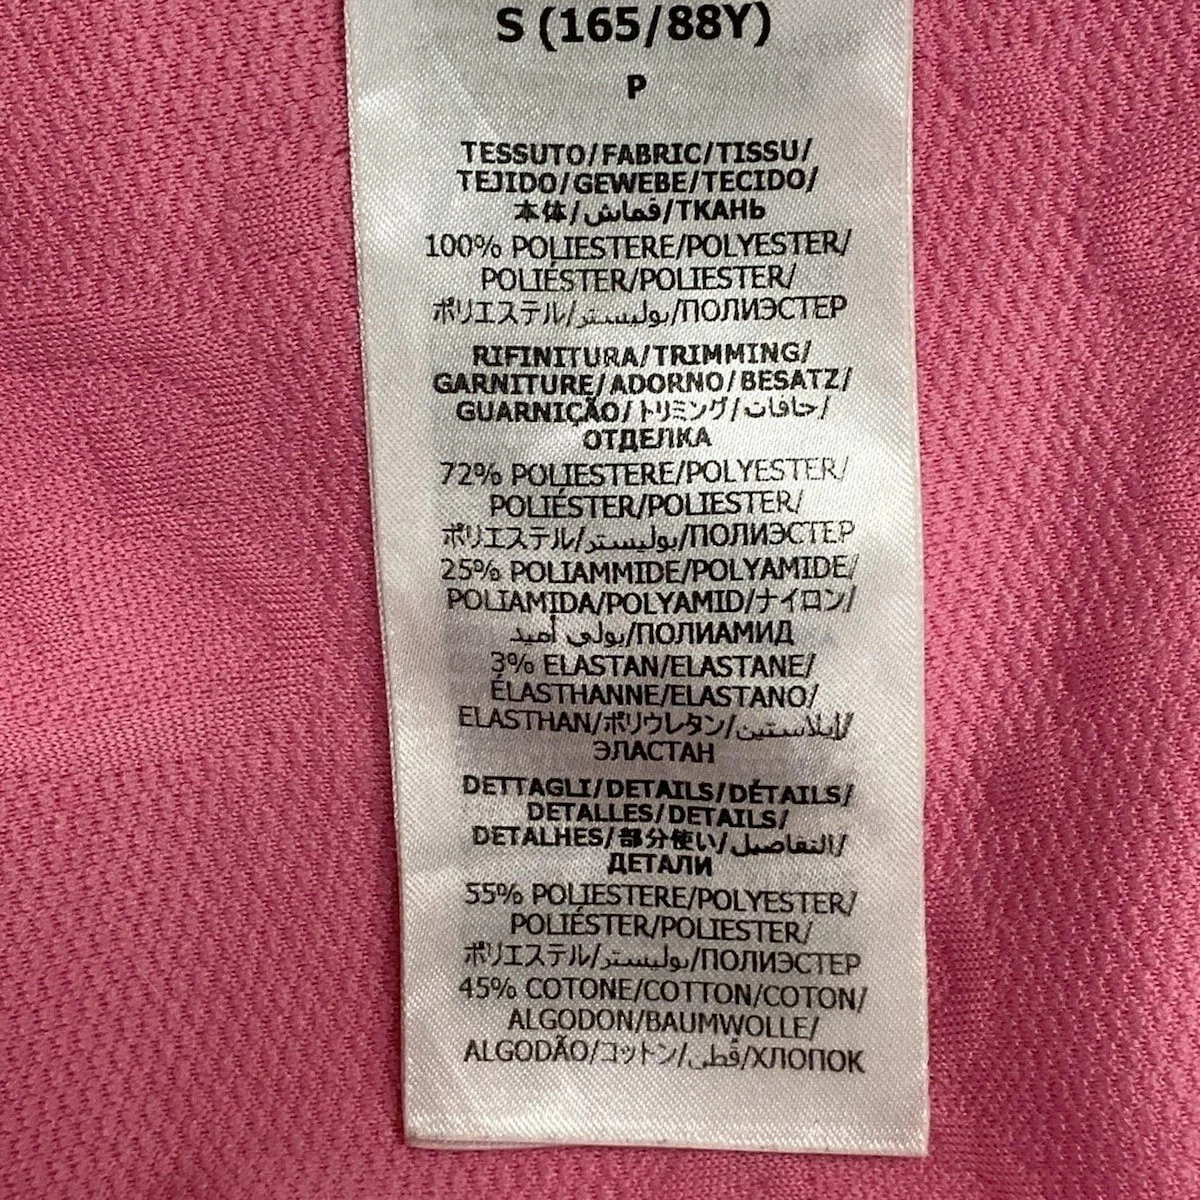 S (165/88Y)
P
TESSUTO/FABRIC/TISSU/
TEJIDO/GEWEBE/TECIDO/
本体/قماش/ТКАНЬ
100% POLIESTERE/POLYESTER/
POLIÉSTER/POLIESTER/
ポリエステル/بوليستر/ПОЛИЭСТЕР
RIFINITURA/TRIMMING/
GARNITURE/ADORNO/BESATZ/
GUARNIÇÃO/トリミング/حافات/
ОТДЕЛКА
72% POLIESTERE/POLYESTER/
POLIÉSTER/POLIESTER/
ポリエステル/بوليستر/ПОЛИЭСТЕР
25% POLIAMMIDE/POLYAMIDE/
POLIAMIDA/POLYAMID/ナイロン/
بولي أميد/ПОЛИАМИД
3% ELASTAN/ELASTANE/
ÉLASTHANNE/ELASTANO/
ELASTHAN/ポリウレタン/إيلاستين/
ЭЛАСТАН
DETTAGLI/DETAILS/DÉTAILS/
DETALLES/DETAILS/
DETALHES/部分使い/التفاصيل/
ДЕТАЛИ
55% POLIESTERE/POLYESTER/
POLIÉSTER/POLIESTER/
ポリエステル/بوليستر/ПОЛИЭСТЕР
45% COTONE/COTTON/COTON/
ALGODON/BAUMWOLLE/
ALGODÃO/コットン/قطن/ХЛОПОК